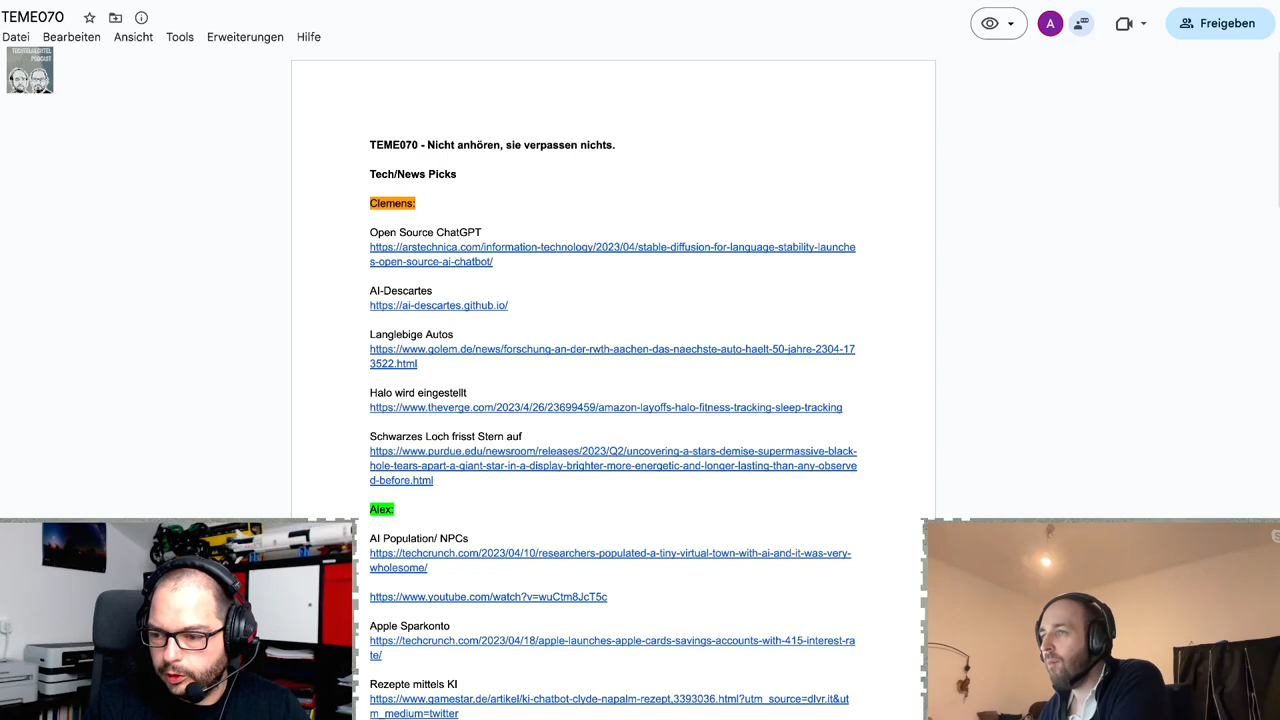 TEME070
Datei Bearbeiten Ansicht Tools Erweiterungen Hilfe
A
Freigeben
PODCAST
TEME070 - Nicht anhören, sie verpassen nichts.
Tech/News Picks
Clemens:
Open Source ChatGPT
https://arstechnica.com/information-technology/2023/04/stable-diffusion-for-language-stability-launche
s-open-source-ai-chatbot/
AI-Descartes
https://ai-descartes.github.io/
Langlebige Autos
https://www.golem.de/news/forschung-an-der-rwth-aachen-das-naechste-auto-haelt-50-jahre-2304-17
3522.html
Halo wird eingestellt
https://www.theverge.com/2023/4/26/23699459/amazon-layoffs-halo-fitness-tracking-sleep-tracking
Schwarzes Loch frisst Stern auf
https://www.purdue.edu/newsroom/releases/2023/Q2/uncovering-a-stars-demise-supermassive-black-
hole-tears-apart-a-giant-star-in-a-display-brighter-more-energetic-and-longer-lasting-than-any-observe
d-before.html
Alex:
AI Population/ NPCs
https://techcrunch.com/2023/04/10/researchers-populated-a-tiny-virtual-town-with-ai-and-it-was-very-
wholesome/
https://www.youtube.com/watch?v=wuCtm8JcT5c
Apple Sparkonto
https://techcrunch.com/2023/04/18/apple-launches-apple-cards-savings-accounts-with-415-interest-ra
te/
Rezepte mittels KI
https://www.gamestar.de/artikel/ki-chatbot-clyde-napalm-rezept,3393036.html?utm_source=dlvr.it&ut
m_medium=twitter